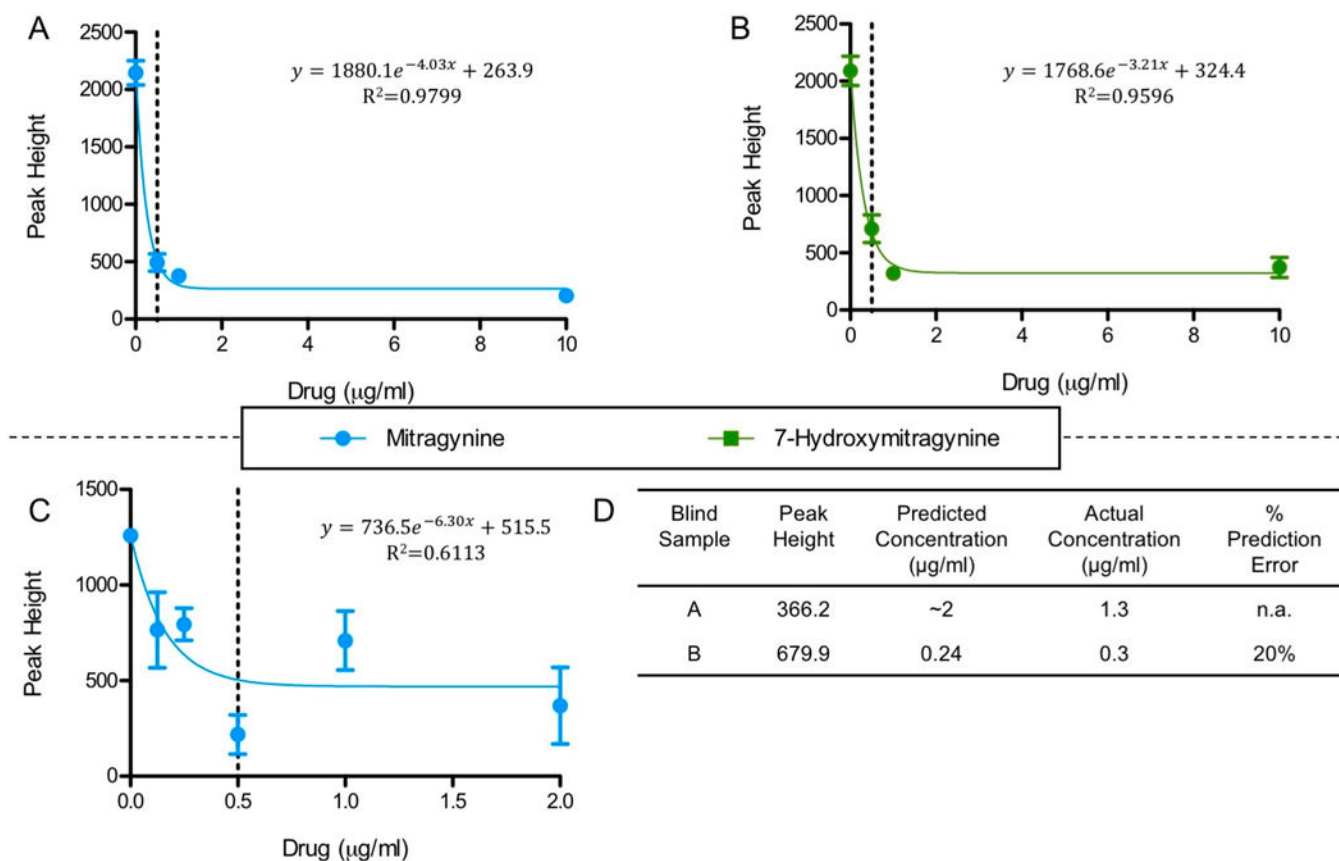 A
2500
2000
1500
1000
500
0
Peak Height
y = 1880.1e^{−4.03x} + 263.9
R²=0.9799
0 2 4 6 8 10
Drug (μg/ml)
B
2500
2000
1500
1000
500
0
Peak Height
y = 1768.6e^{−3.21x} + 324.4
R²=0.9596
0 2 4 6 8 10
Drug (μg/ml)
Mitragynine 7-Hydroxymitragynine
C
1500
1000
500
0
Peak Height
y = 736.5e^{−6.30x} + 515.5
R²=0.6113
0.0 0.5 1.0 1.5 2.0
Drug (μg/ml)
D
Blind Peak Predicted Actual %
Sample Height Concentration Concentration Prediction
(μg/ml) (μg/ml) Error
A 366.2 ~2 1.3 n.a.
B 679.9 0.24 0.3 20%